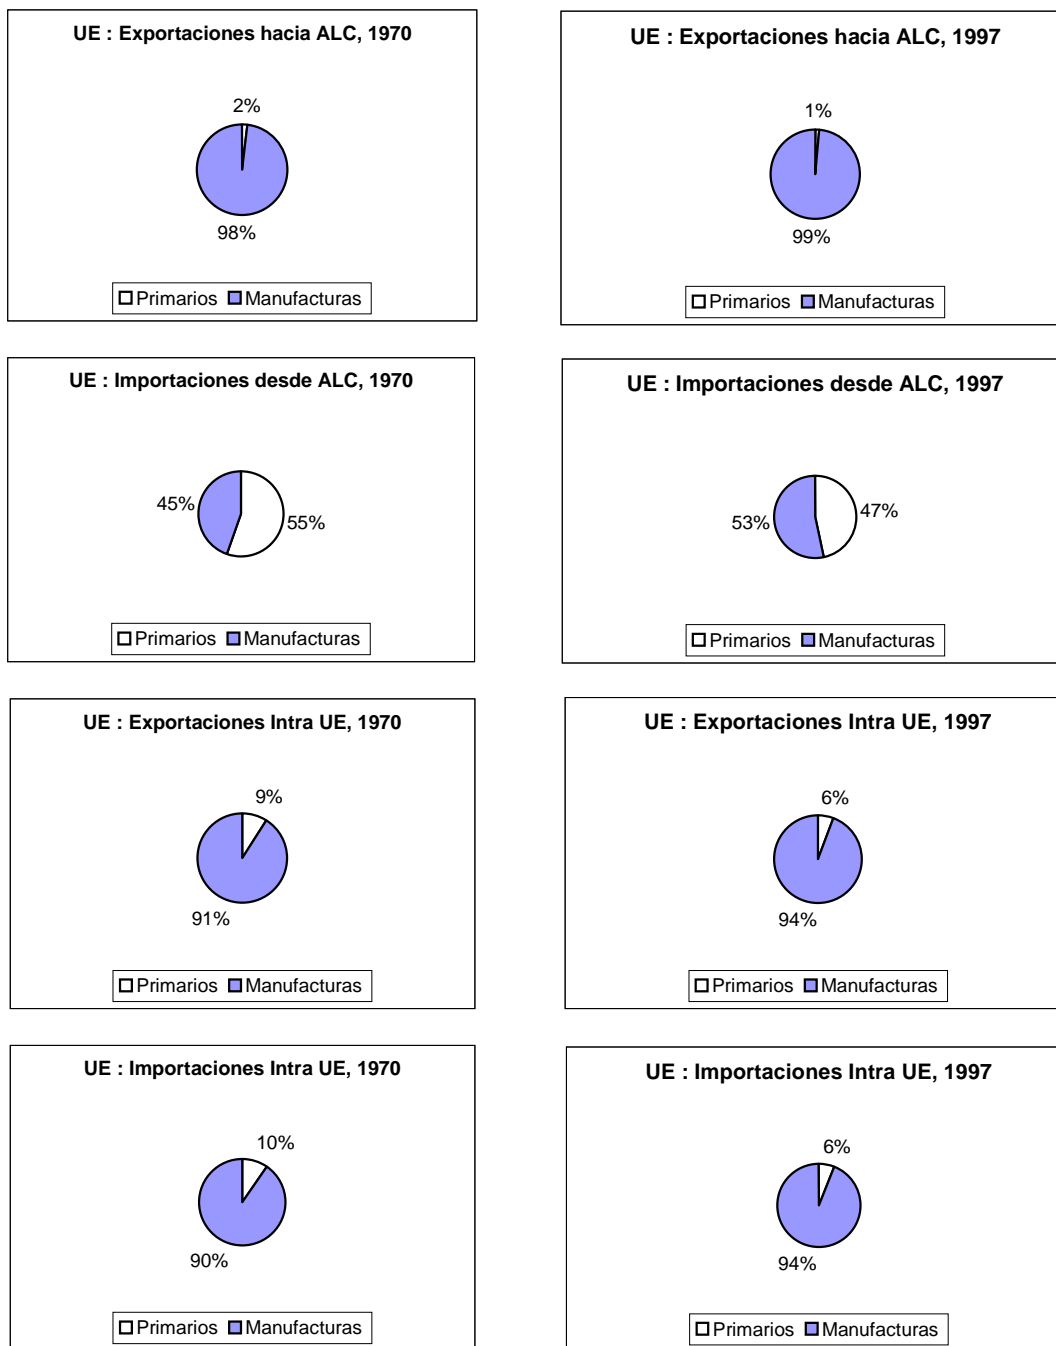 UE : Exportaciones hacia ALC, 1970
2%
98%
Primarios Manufacturas
UE : Exportaciones hacia ALC, 1997
1%
99%
Primarios Manufacturas
UE : Importaciones desde ALC, 1970
45%
55%
Primarios Manufacturas
UE : Importaciones desde ALC, 1997
47%
53%
Primarios Manufacturas
UE : Exportaciones Intra UE, 1970
9%
91%
Primarios Manufacturas
UE : Exportaciones Intra UE, 1997
6%
94%
Primarios Manufacturas
UE : Importaciones Intra UE, 1970
10%
90%
Primarios Manufacturas
UE : Importaciones Intra UE, 1997
6%
94%
Primarios Manufacturas